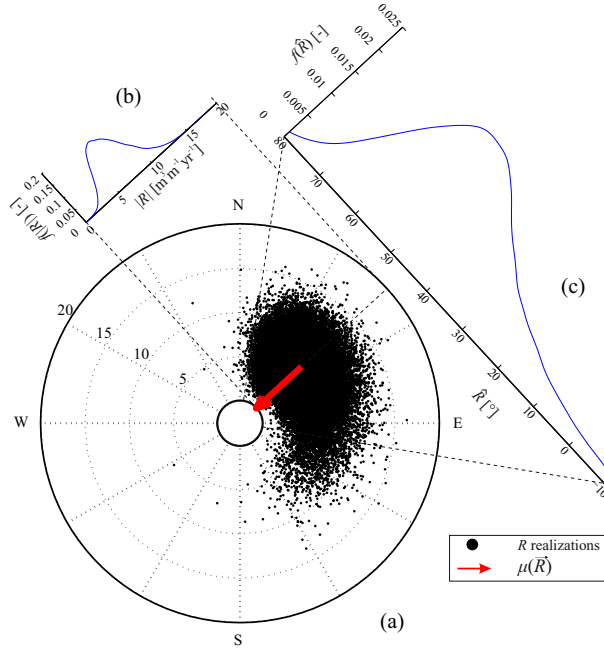 0.025
0.02
0.015
0.01
0.005
0
f(R̂) [-]
(b)
20
15
10
5
0
|R| [m³m⁻¹yr⁻¹]
0.2
0.15
0.1
0.05
0
f(|R|) [-]
80
70
60
50
40
30
20
10
0
-10
R̂ [°]
(c)
N
20
15
10
5
W
E
S
R realizations
μ(R⃗)
(a)